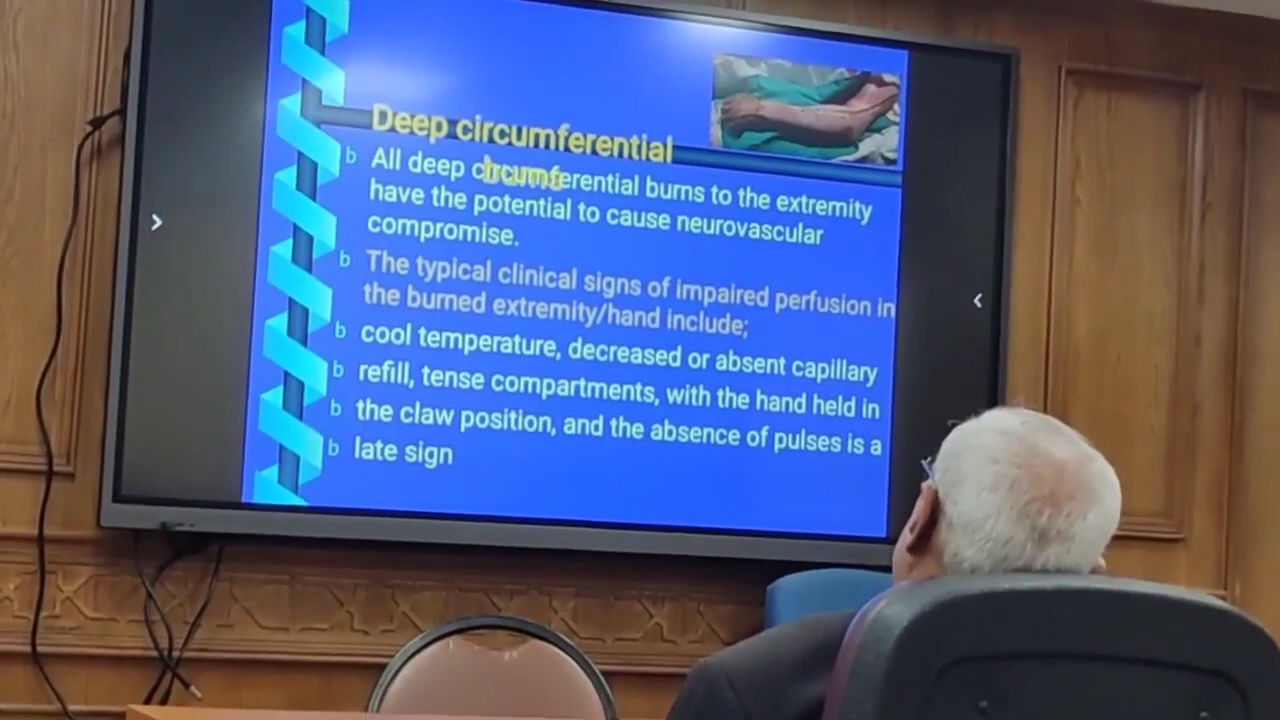 Deep circumferential
burns
b All deep circumferential burns to the extremity
have the potential to cause neurovascular
compromise.
b The typical clinical signs of impaired perfusion in
the burned extremity/hand include;
b cool temperature, decreased or absent capillary
b refill, tense compartments, with the hand held in
b the claw position, and the absence of pulses is a
b late sign